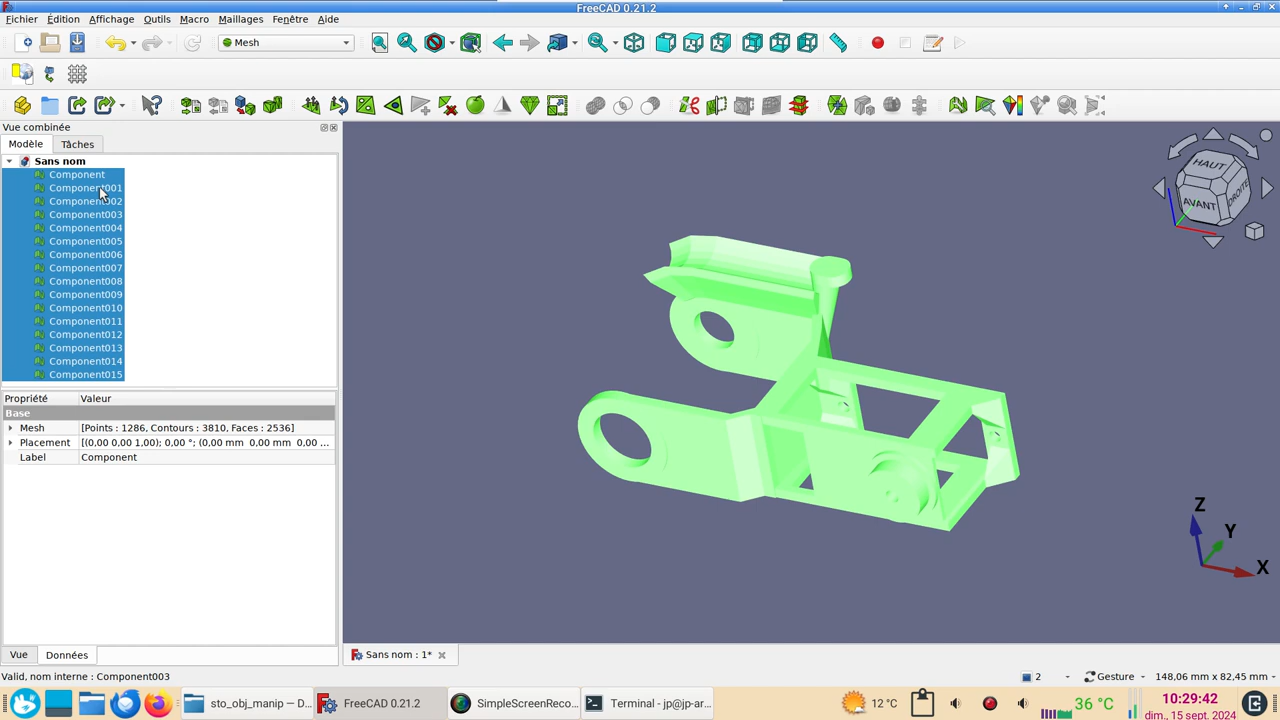 FreeCAD 0.21.2
Fichier Édition Affichage Outils Macro Maillages Fenêtre Aide
Mesh
Vue combinée
Modèle Tâches
Sans nom
Component
Component001
Component002
Component003
Component004
Component005
Component006
Component007
Component008
Component009
Component010
Component011
Component012
Component013
Component014
Component015
Propriété Valeur
Base
Mesh [Points : 1286, Contours : 3810, Faces : 2536]
Placement [(0,00 0,00 1,00); 0,00 °; (0,00 mm 0,00 mm 0,00 ...
Label Component
Vue Données
HAUT
AVANT
DROITE
Z
Y
X
Sans nom : 1*
Valid, nom interne : Component003
2 Gesture 148,06 mm x 82,45 mm
sto_obj_manip — D... FreeCAD 0.21.2 SimpleScreenReco... Terminal - jp@jp-ar... 12 °C 36 °C
10:29:42
dim., 15 sept. 2024